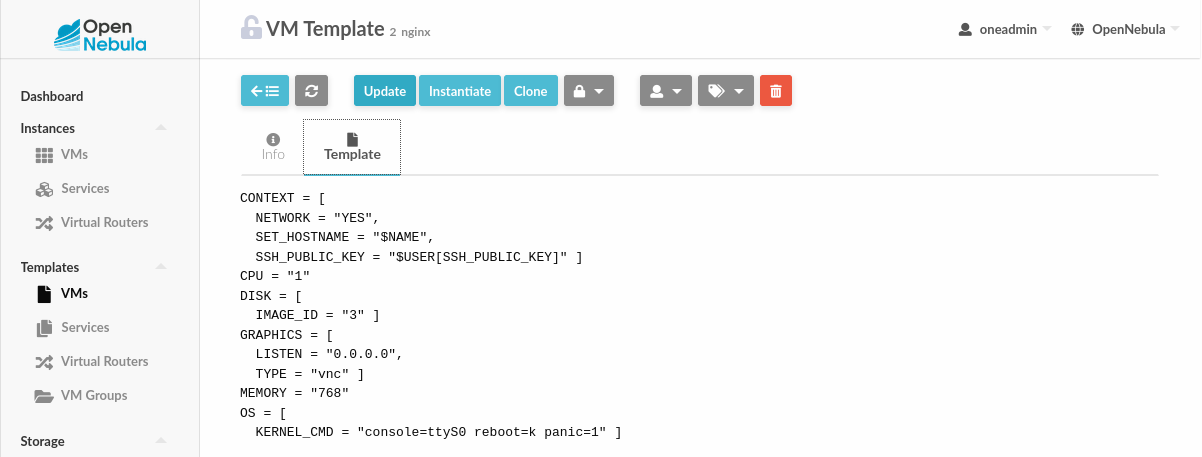 Open
Nebula
VM Template 2 nginx
oneadmin
OpenNebula
Dashboard
Instances
VMs
Services
Virtual Routers
Templates
VMs
Services
Virtual Routers
VM Groups
Storage
Update
Instantiate
Clone
Info
Template
CONTEXT = [
  NETWORK = "YES",
  SET_HOSTNAME = "$NAME",
  SSH_PUBLIC_KEY = "$USER[SSH_PUBLIC_KEY]" ]
CPU = "1"
DISK = [
  IMAGE_ID = "3" ]
GRAPHICS = [
  LISTEN = "0.0.0.0",
  TYPE = "vnc" ]
MEMORY = "768"
OS = [
  KERNEL_CMD = "console=ttyS0 reboot=k panic=1" ]